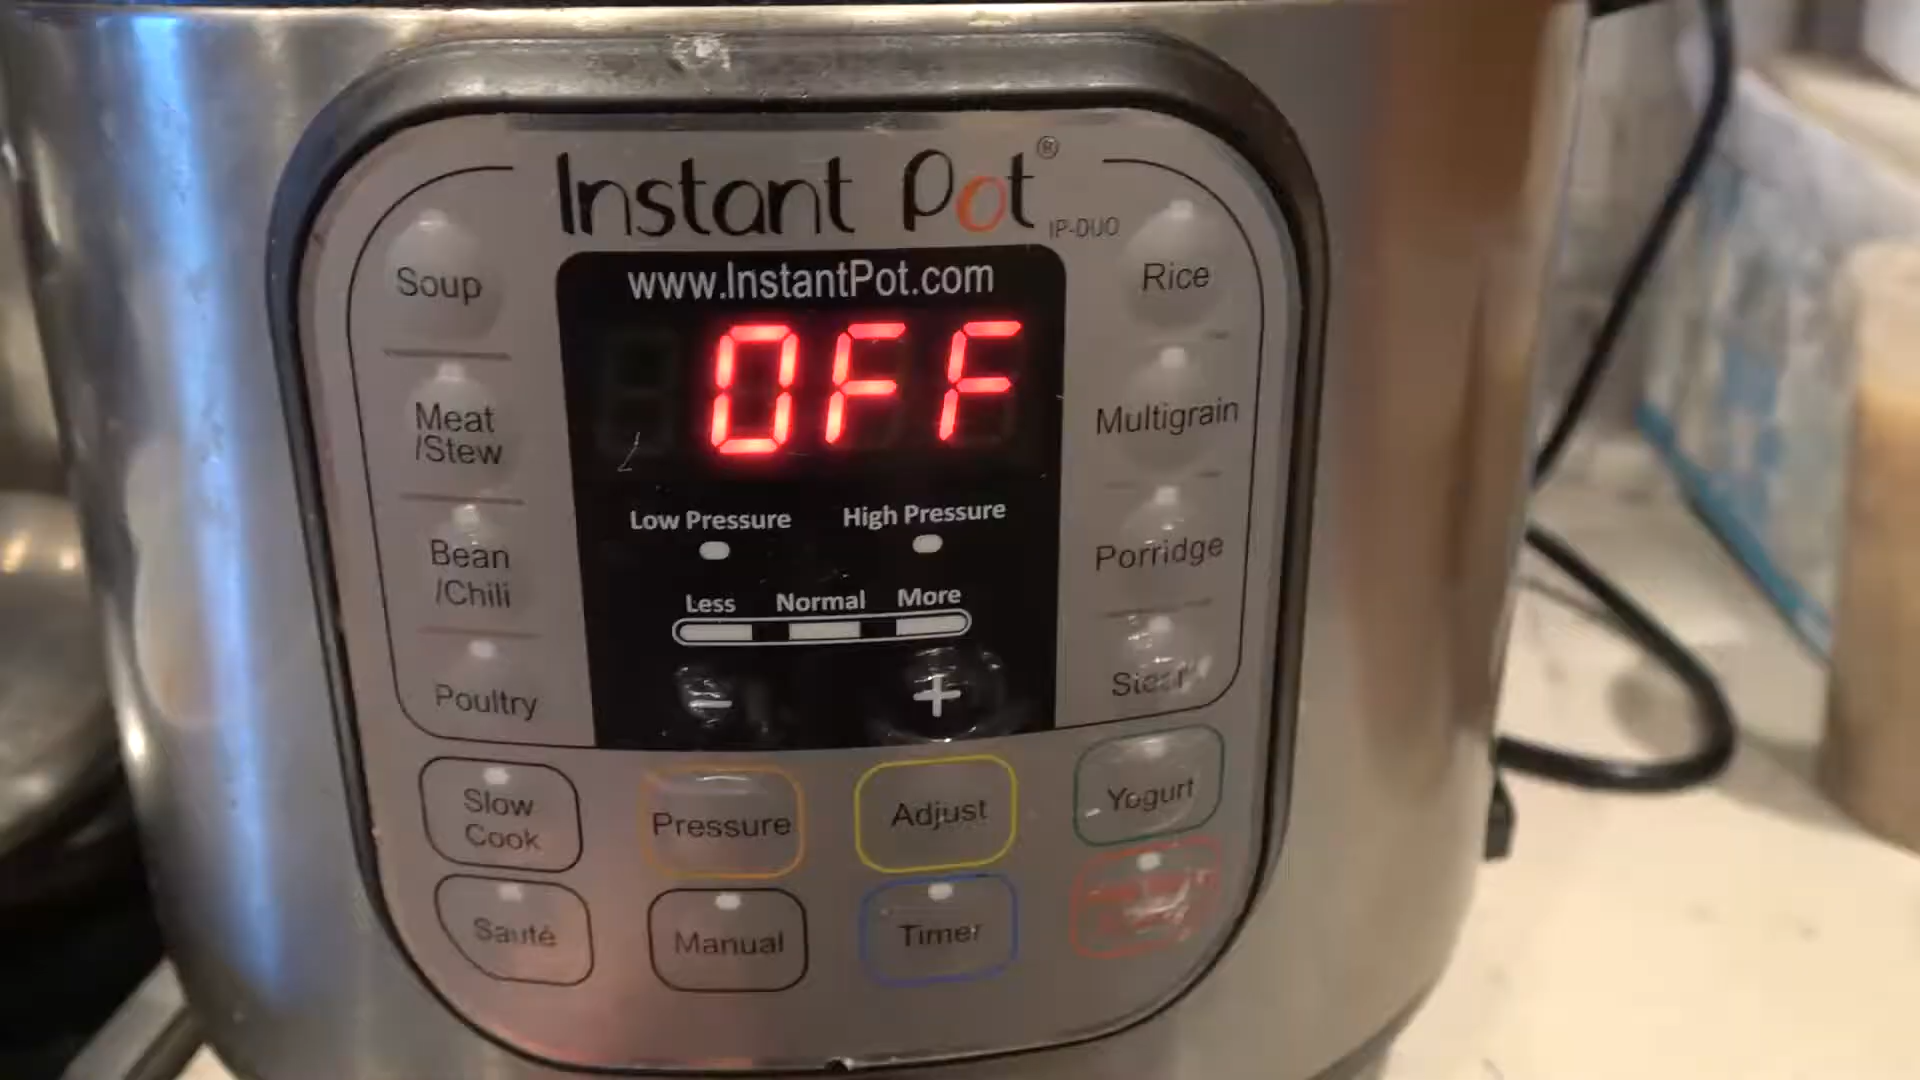 Instant Pot®
IP-DUO
www.InstantPot.com
OFF
Low Pressure High Pressure
Less Normal More
- +
Soup
Meat
/Stew
Bean
/Chili
Poultry
Rice
Multigrain
Porridge
Slow
Cook
Pressure
Adjust
Yogurt
Sauté
Manual
Timer